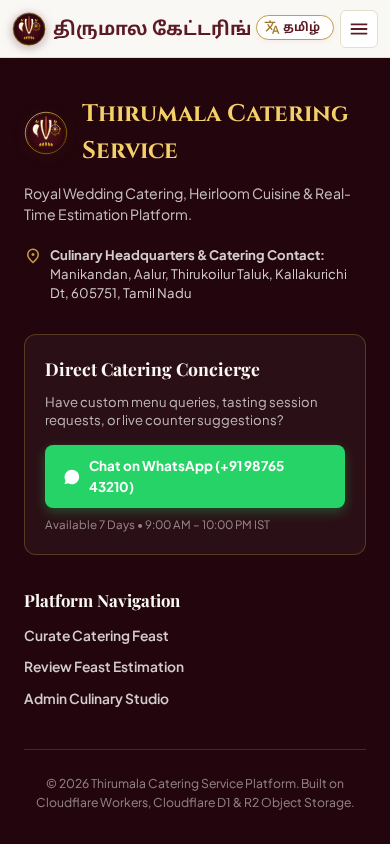 திருமால கேட்டரிங்
தமிழ்
Thirumala Catering
Service
Royal Wedding Catering, Heirloom Cuisine & Real-
Time Estimation Platform.
Culinary Headquarters & Catering Contact:
Manikandan, Aalur, Thirukoilur Taluk, Kallakurichi
Dt, 605751, Tamil Nadu
Direct Catering Concierge
Have custom menu queries, tasting session
requests, or live counter suggestions?
Chat on WhatsApp (+91 98765
43210)
Available 7 Days • 9:00 AM – 10:00 PM IST
Platform Navigation
Curate Catering Feast
Review Feast Estimation
Admin Culinary Studio
© 2026 Thirumala Catering Service Platform. Built on
Cloudflare Workers, Cloudflare D1 & R2 Object Storage.